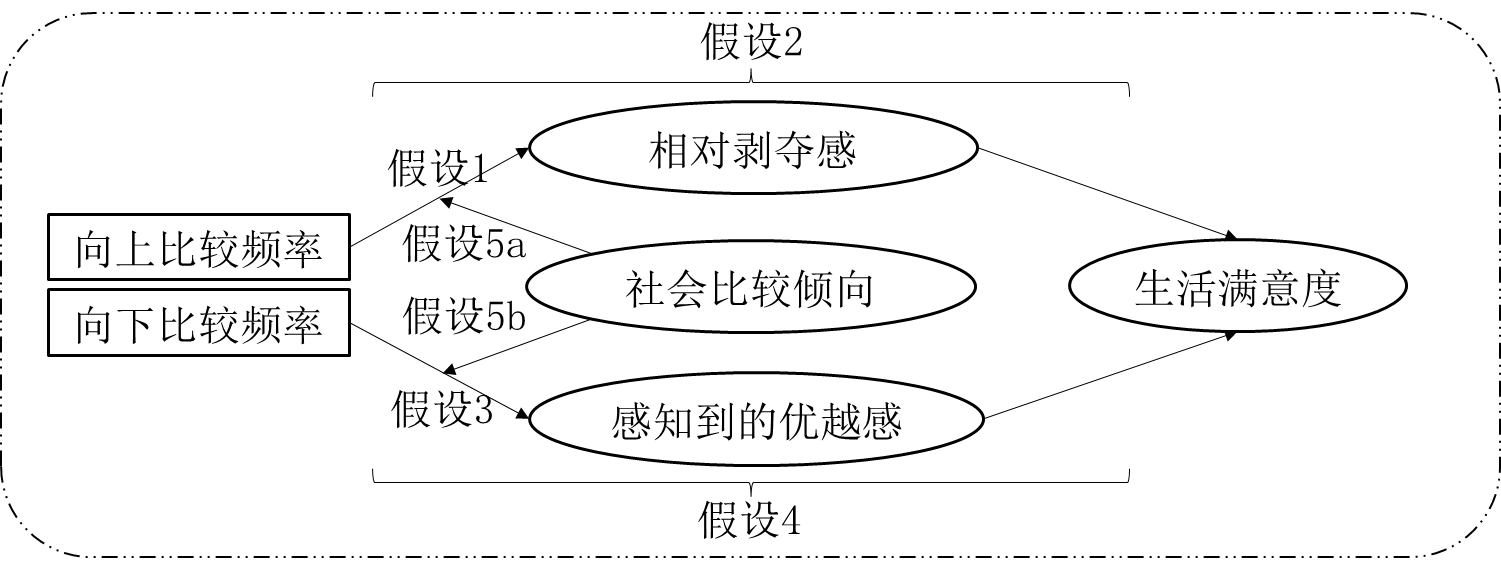 假设2
相对剥夺感
假设1
向上比较频率
假设5a
社会比较倾向
生活满意度
向下比较频率
假设5b
假设3
感知到的优越感
假设4